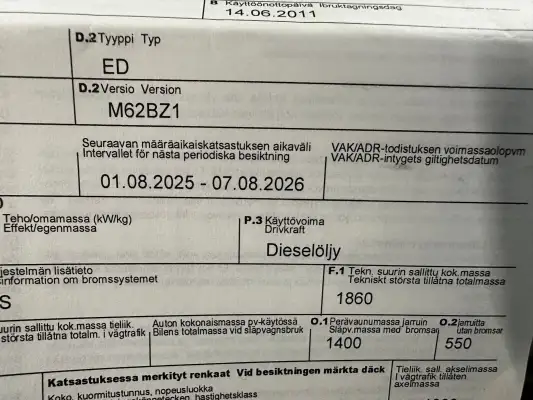 B Käyttöönottopäivä Ibruktagningsdag
14.06.2011
D.2 Tyyppi Typ
ED
D.2 Versio Version
M62BZ1
Seuraavan määräaikaiskatsastuksen aikaväli
Intervallet för nästa periodiska besiktning
01.08.2025 - 07.08.2026
VAK/ADR-todistuksen voimassaolopvm
VAK/ADR-intygets giltighetsdatum
Teho/omamassa (kW/kg)
Effekt/egenmassa
P.3 Käyttövoima
Drivkraft
Dieselöljy
jestelmän lisätieto
information om bromssystemet
S
F.1 Tekn. suurin sallittu kok.massa
Tekniskt största tillåtna totalmassa
1860
uurin sallittu kok.massa tieliik.
största tillåtna totalm. i vägtrafik
Auton kokonaismassa pv-käytössä
Bilens totalmassa vid släpvagnsbruk
O.1 Perävaunumassa jarruin
Släpv.massa med bromsar
1400
O.2 jarruitta
utan bromsar
550
Katsastuksessa merkityt renkaat Vid besiktningen märkta däck
Koko, kuormitustunnus, nopeusluokka
hastighetsklass
Tieliik. sall. akselimassa
I vägtrafik tillåten
axelmassa